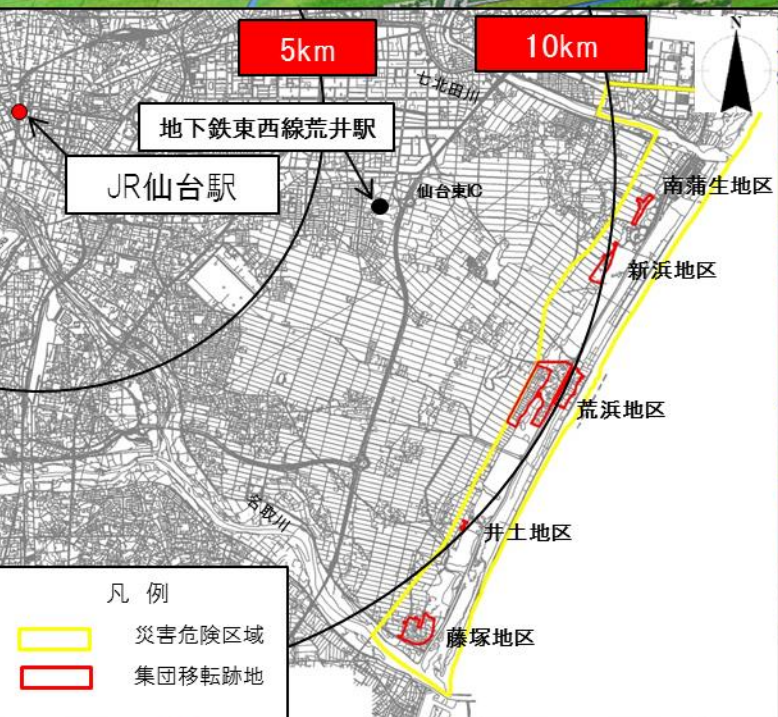 5km
10km
N
七北田川
地下鉄東西線荒井駅
JR仙台駅
仙台東IC
南蒲生地区
新浜地区
荒浜地区
名取川
井土地区
藤塚地区
凡 例
災害危険区域
集団移転跡地